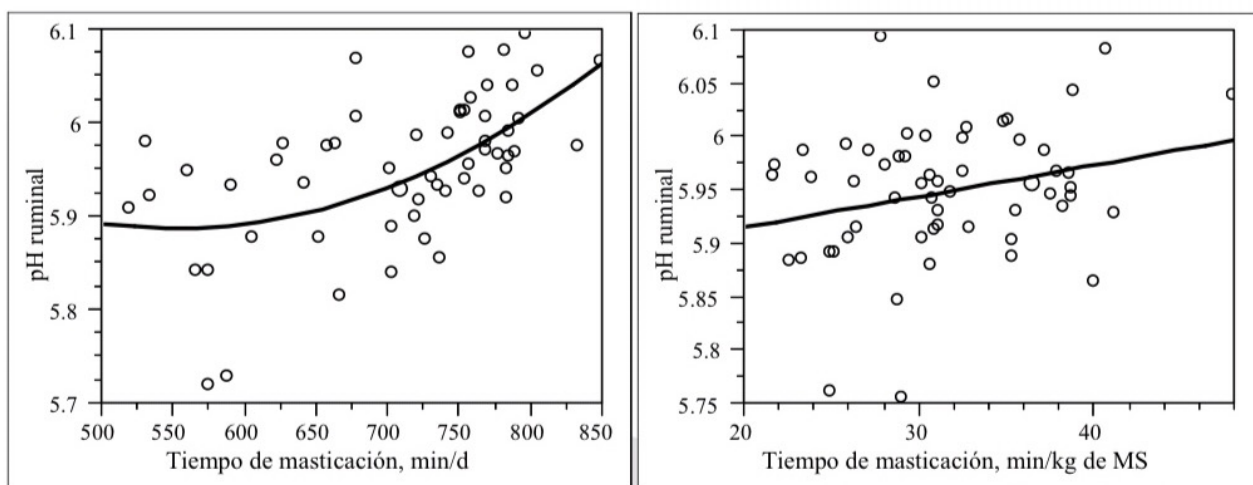 6.1
6
5.9
5.8
5.7
pH ruminal
500 550 600 650 700 750 800 850
Tiempo de masticación, min/d
6.1
6.05
6
5.95
5.9
5.85
5.8
5.75
pH ruminal
20 30 40
Tiempo de masticación, min/kg de MS